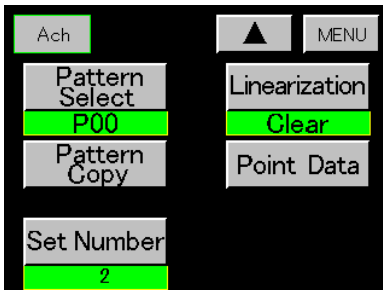 Ach ▲ MENU
Pattern Select
Linearization
P00
Clear
Pattern Copy
Point Data
Set Number
2